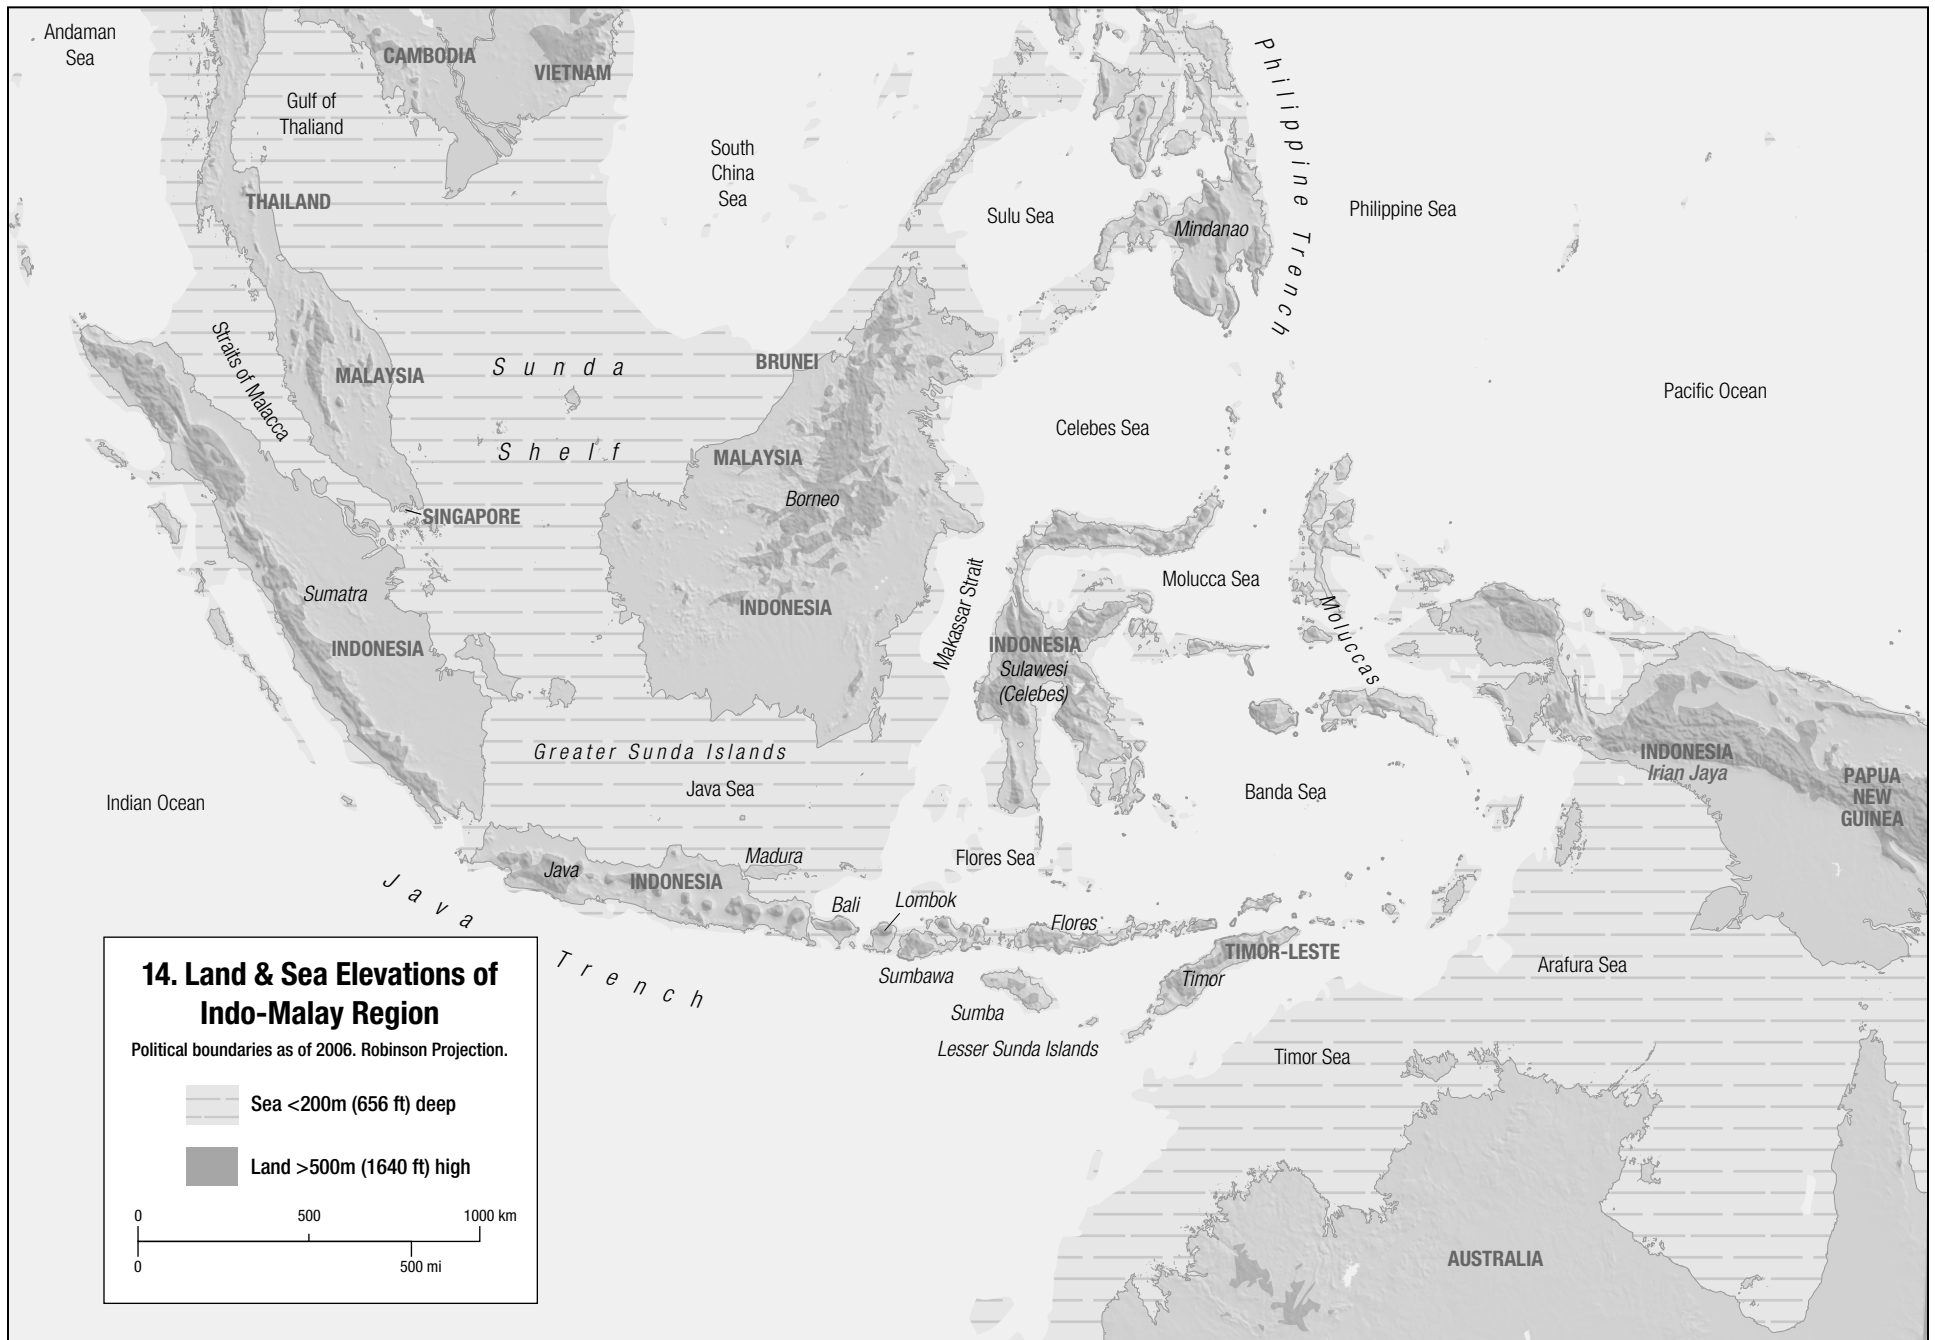 Andaman
Sea
CAMBODIA
VIETNAM
Gulf of
Thaliand
South
China
Sea
THAILAND
Sulu Sea
Mindanao
Philippine Trench
Philippine Sea
Straits of Malacca
MALAYSIA
Sunda
Shelf
BRUNEI
Celebes Sea
Pacific Ocean
MALAYSIA
Borneo
SINGAPORE
Makassar Strait
Molucca Sea
Moluccas
Sumatra
INDONESIA
INDONESIA
INDONESIA
Sulawesi
(Celebes)
Greater Sunda Islands
Java Sea
Indian Ocean
Banda Sea
INDONESIA
Irian Jaya
PAPUA
NEW
GUINEA
Java
INDONESIA
Madura
Flores Sea
Java Trench
Bali
Lombok
Flores
Sumbawa
Sumba
TIMOR-LESTE
Timor
Lesser Sunda Islands
Arafura Sea
Timor Sea
AUSTRALIA
14. Land & Sea Elevations of
Indo-Malay Region
Political boundaries as of 2006. Robinson Projection.
Sea <200m (656 ft) deep
Land >500m (1640 ft) high
0 500 1000 km
0 500 mi